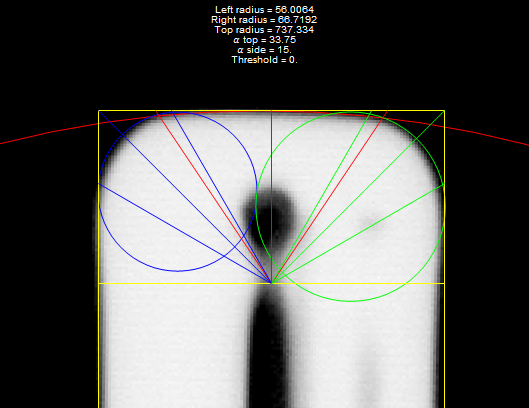 Left radius = 56.0064
Right radius = 66.7192
Top radius = 737.334
α top = 33.75
α side = 15.
Threshold = 0.